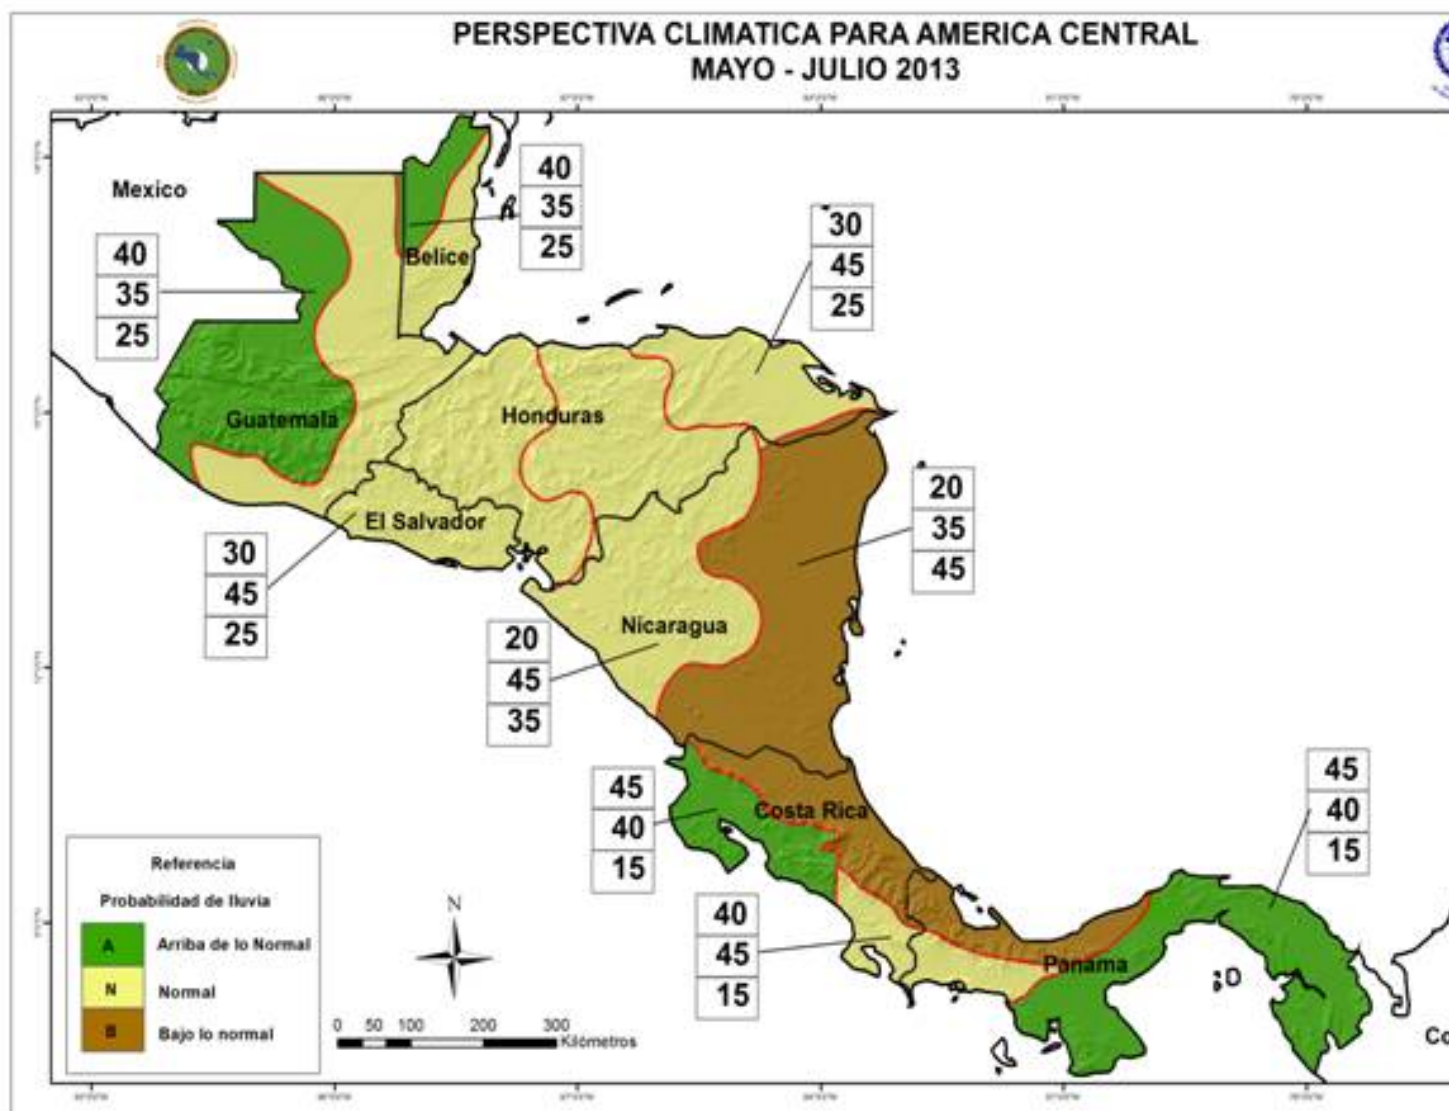 PERSPECTIVA CLIMATICA PARA AMERICA CENTRAL
MAYO - JULIO 2013
Mexico
40
35
25
Belice
40
35
25
30
45
25
Guatemala
Honduras
El Salvador
30
45
25
20
35
45
Nicaragua
20
45
35
45
40
15
Costa Rica
45
40
15
40
45
15
Panama
D
Co
Referencia
Probabilidad de lluvia
A Arriba de lo Normal
N Normal
B Bajo lo normal
N
0 50 100 200 300
Kilómetros